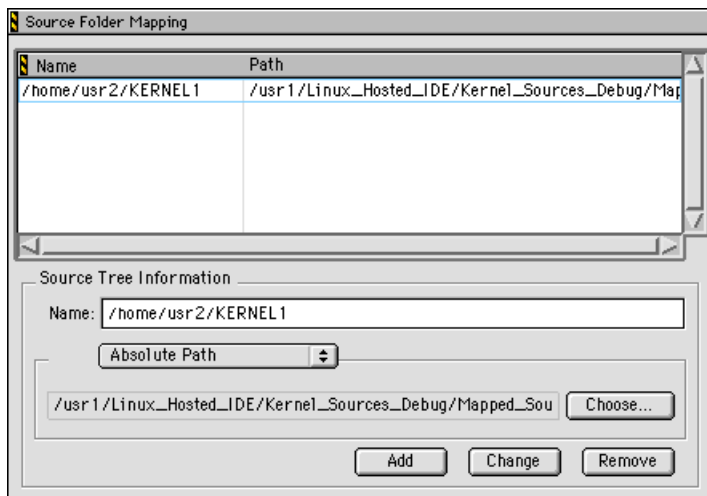 Source Folder Mapping
Name Path
/home/usr2/KERNEL1 /usr1/Linux_Hosted_IDE/Kernel_Sources_Debug/Map
Source Tree Information
Name: /home/usr2/KERNEL1
Absolute Path
/usr1/Linux_Hosted_IDE/Kernel_Sources_Debug/Mapped_Sou Choose...
Add Change Remove